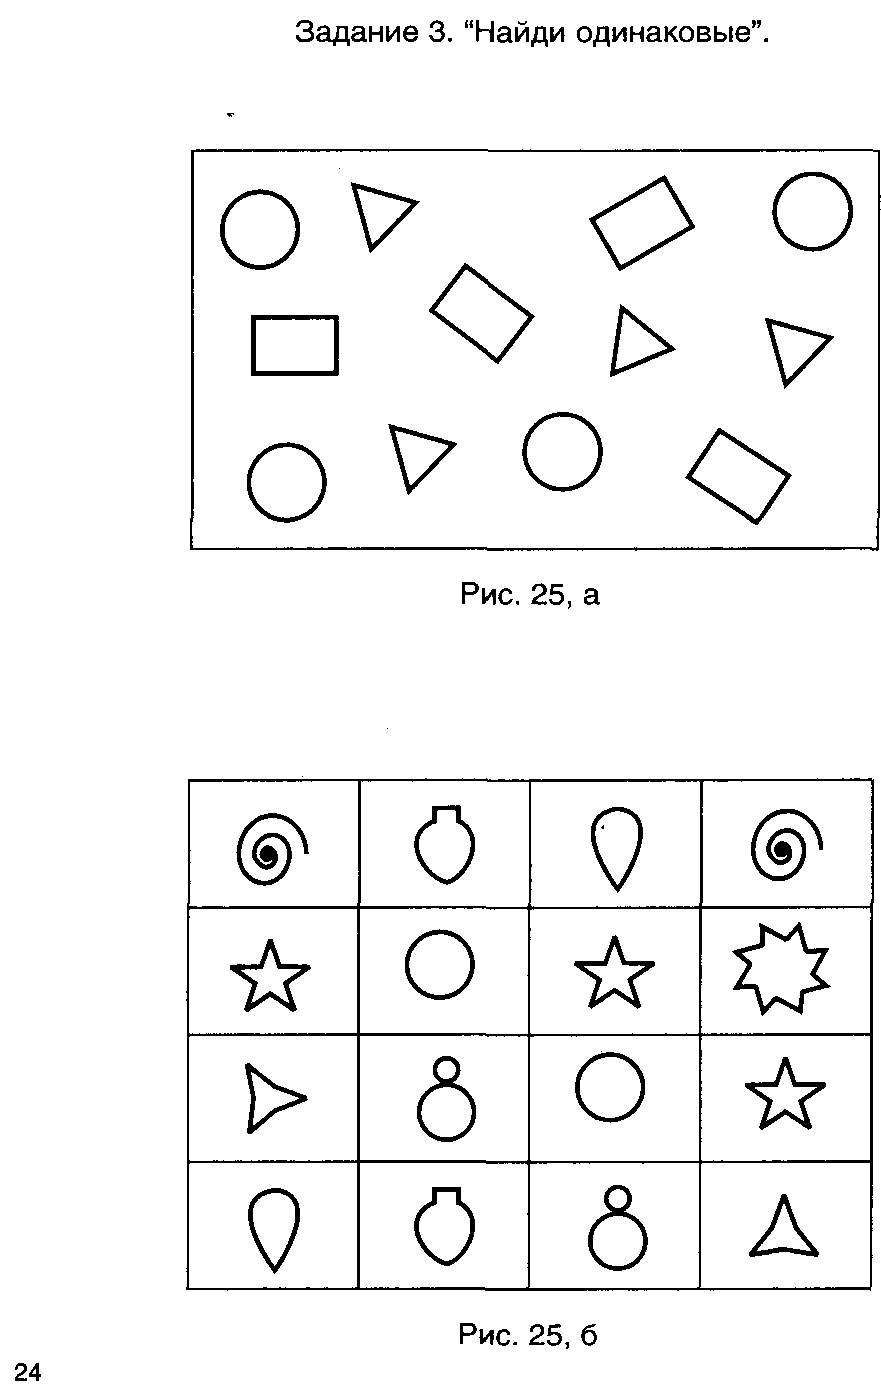 Задание 3. “Найди одинаковые”.
Рис. 25, а
Рис. 25, б
24